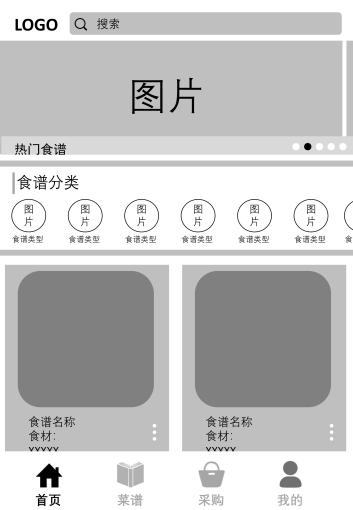 LOGO 搜索
图片
热门食谱
食谱分类
图片 图片 图片 图片 图片 图片
食谱类型 食谱类型 食谱类型 食谱类型 食谱类型 食谱类型 食
食谱名称 食谱名称
食材: 食材:
yyyyy yyyyy
首页 菜谱 采购 我的